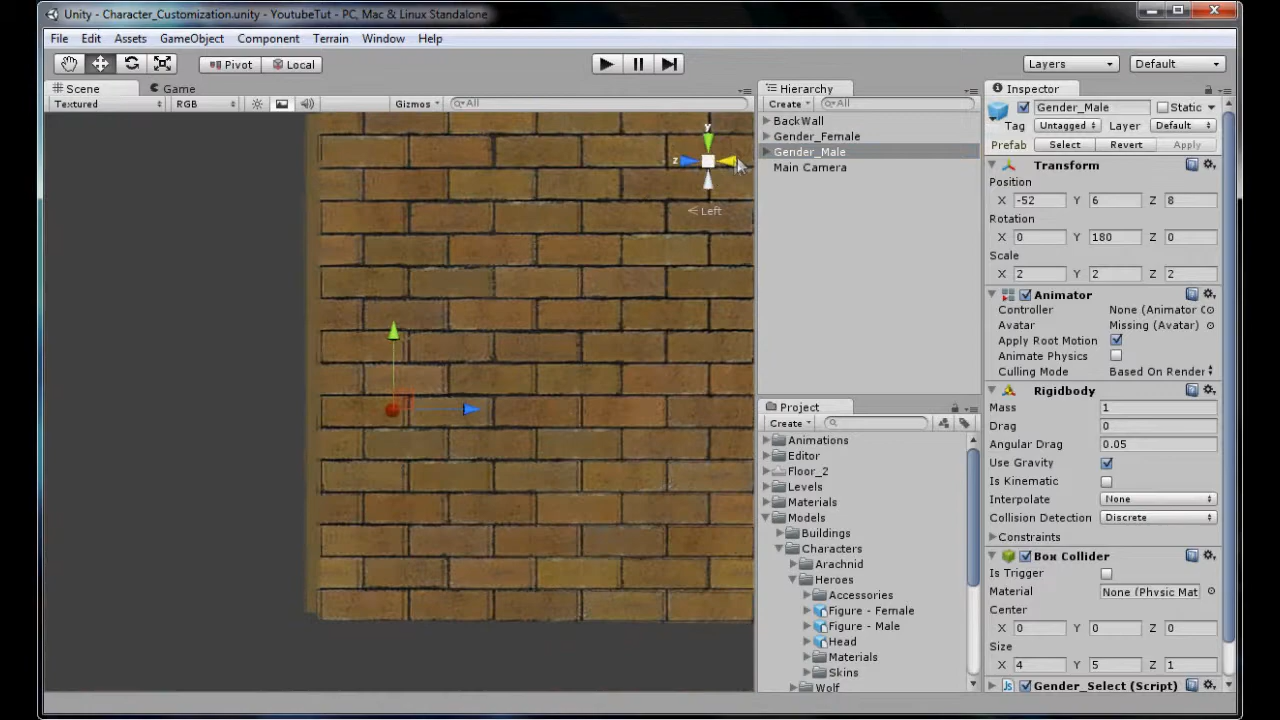 Unity - Character_Customization.unity - YoutubeTut - PC, Mac & Linux Standalone
File Edit Assets GameObject Component Terrain Window Help
Pivot Local Layers Default
Scene Game
Textured RGB Gizmos All
y
z
Left
Hierarchy
Create All
BackWall
Gender_Female
Gender_Male
Main Camera
Project
Create
Animations
Editor
Floor_2
Levels
Materials
Models
Buildings
Characters
Arachnid
Heroes
Accessories
Figure - Female
Figure - Male
Head
Materials
Skins
Wolf
Inspector
Gender_Male Static
Tag Untagged Layer Default
Prefab Select Revert Apply
Transform
Position
X -52 Y 6 Z 8
Rotation
X 0 Y 180 Z 0
Scale
X 2 Y 2 Z 2
Animator
Controller None (Animator C
Avatar Missing (Avatar)
Apply Root Motion
Animate Physics
Culling Mode Based On Render
Rigidbody
Mass 1
Drag 0
Angular Drag 0.05
Use Gravity
Is Kinematic
Interpolate None
Collision Detection Discrete
Constraints
Box Collider
Is Trigger
Material None (Physic Mat
Center
X 0 Y 0 Z 0
Size
X 4 Y 5 Z 1
Gender_Select (Script)